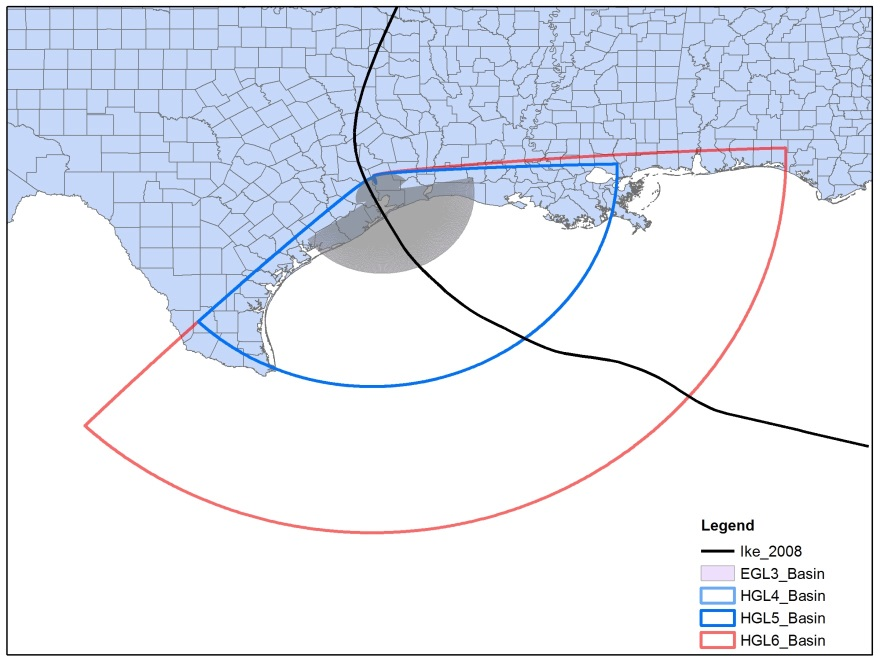 Legend
Ike_2008
EGL3_Basin
HGL4_Basin
HGL5_Basin
HGL6_Basin